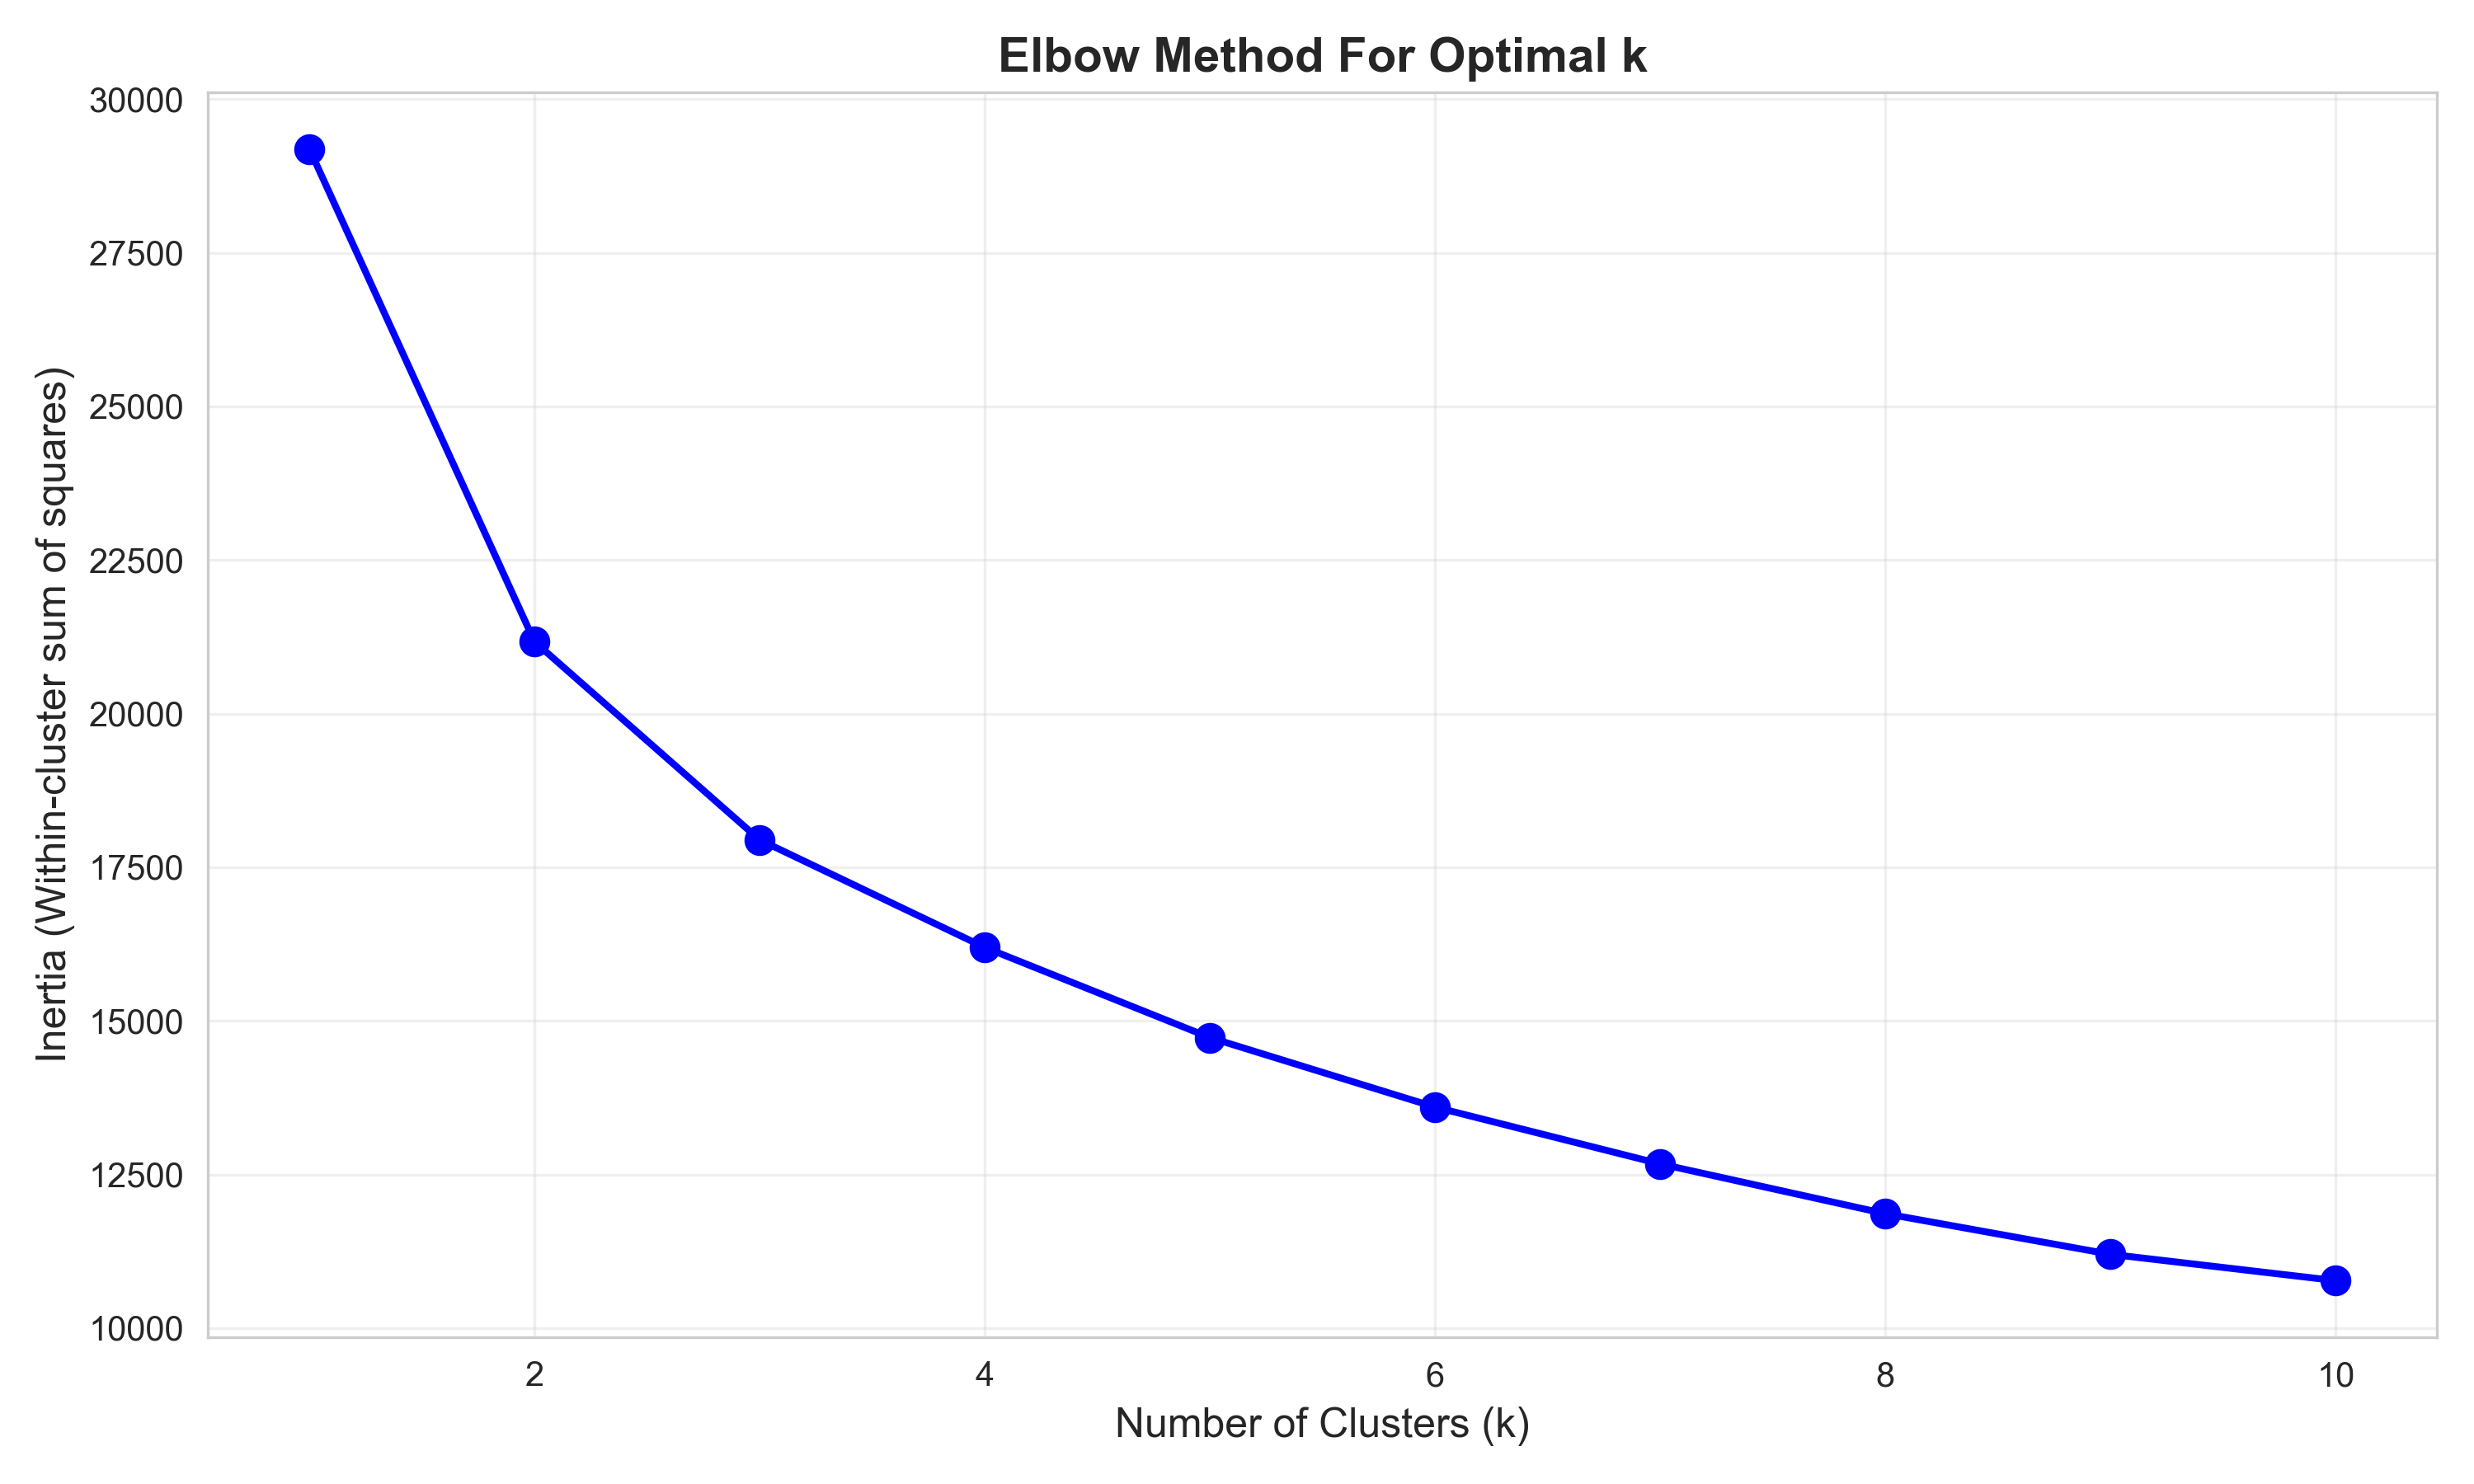 Elbow Method For Optimal k
30000
27500
25000
22500
20000
17500
15000
12500
10000
Inertia (Within-cluster sum of squares)
2 4 6 8 10
Number of Clusters (k)